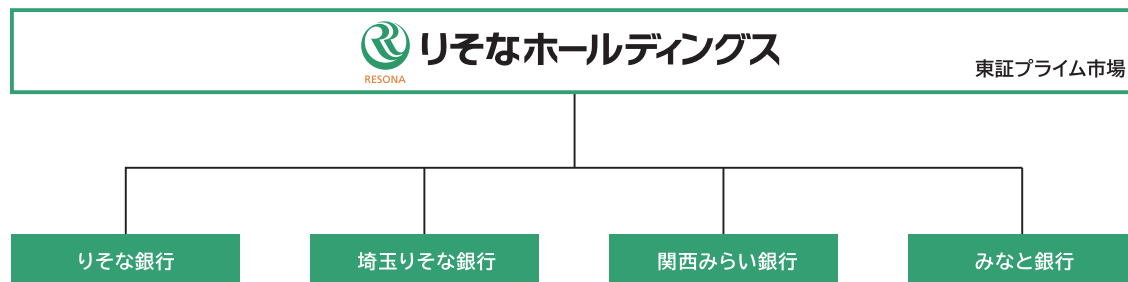 りそなホールディングス
RESONA
東証プライム市場
りそな銀行
埼玉りそな銀行
関西みらい銀行
みなと銀行